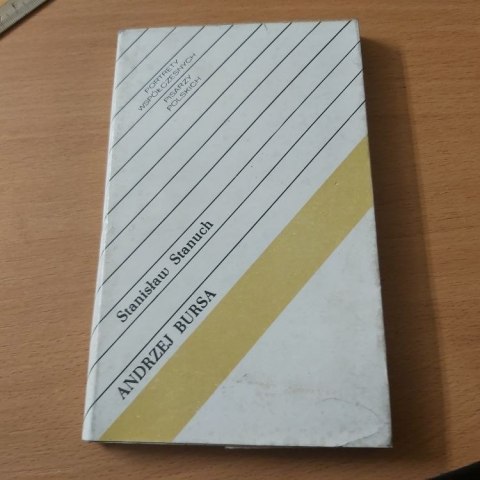 PORTRETY
WSPÓŁCZESNYCH
PISARZY
POLSKICH
Stanisław Stanuch
ANDRZEJ BURSA